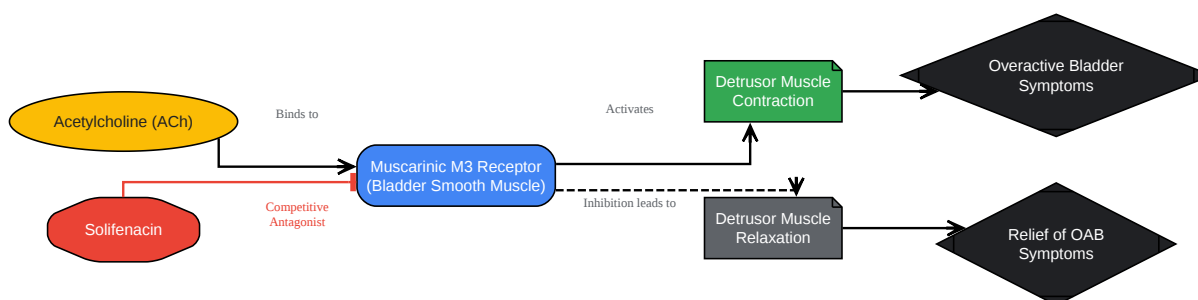 Acetylcholine (ACh)
Binds to
Solifenacin
Competitive
Antagonist
Muscarinic M3 Receptor
(Bladder Smooth Muscle)
Activates
Inhibition leads to
Detrusor Muscle
Contraction
Detrusor Muscle
Relaxation
Overactive Bladder
Symptoms
Relief of OAB
Symptoms